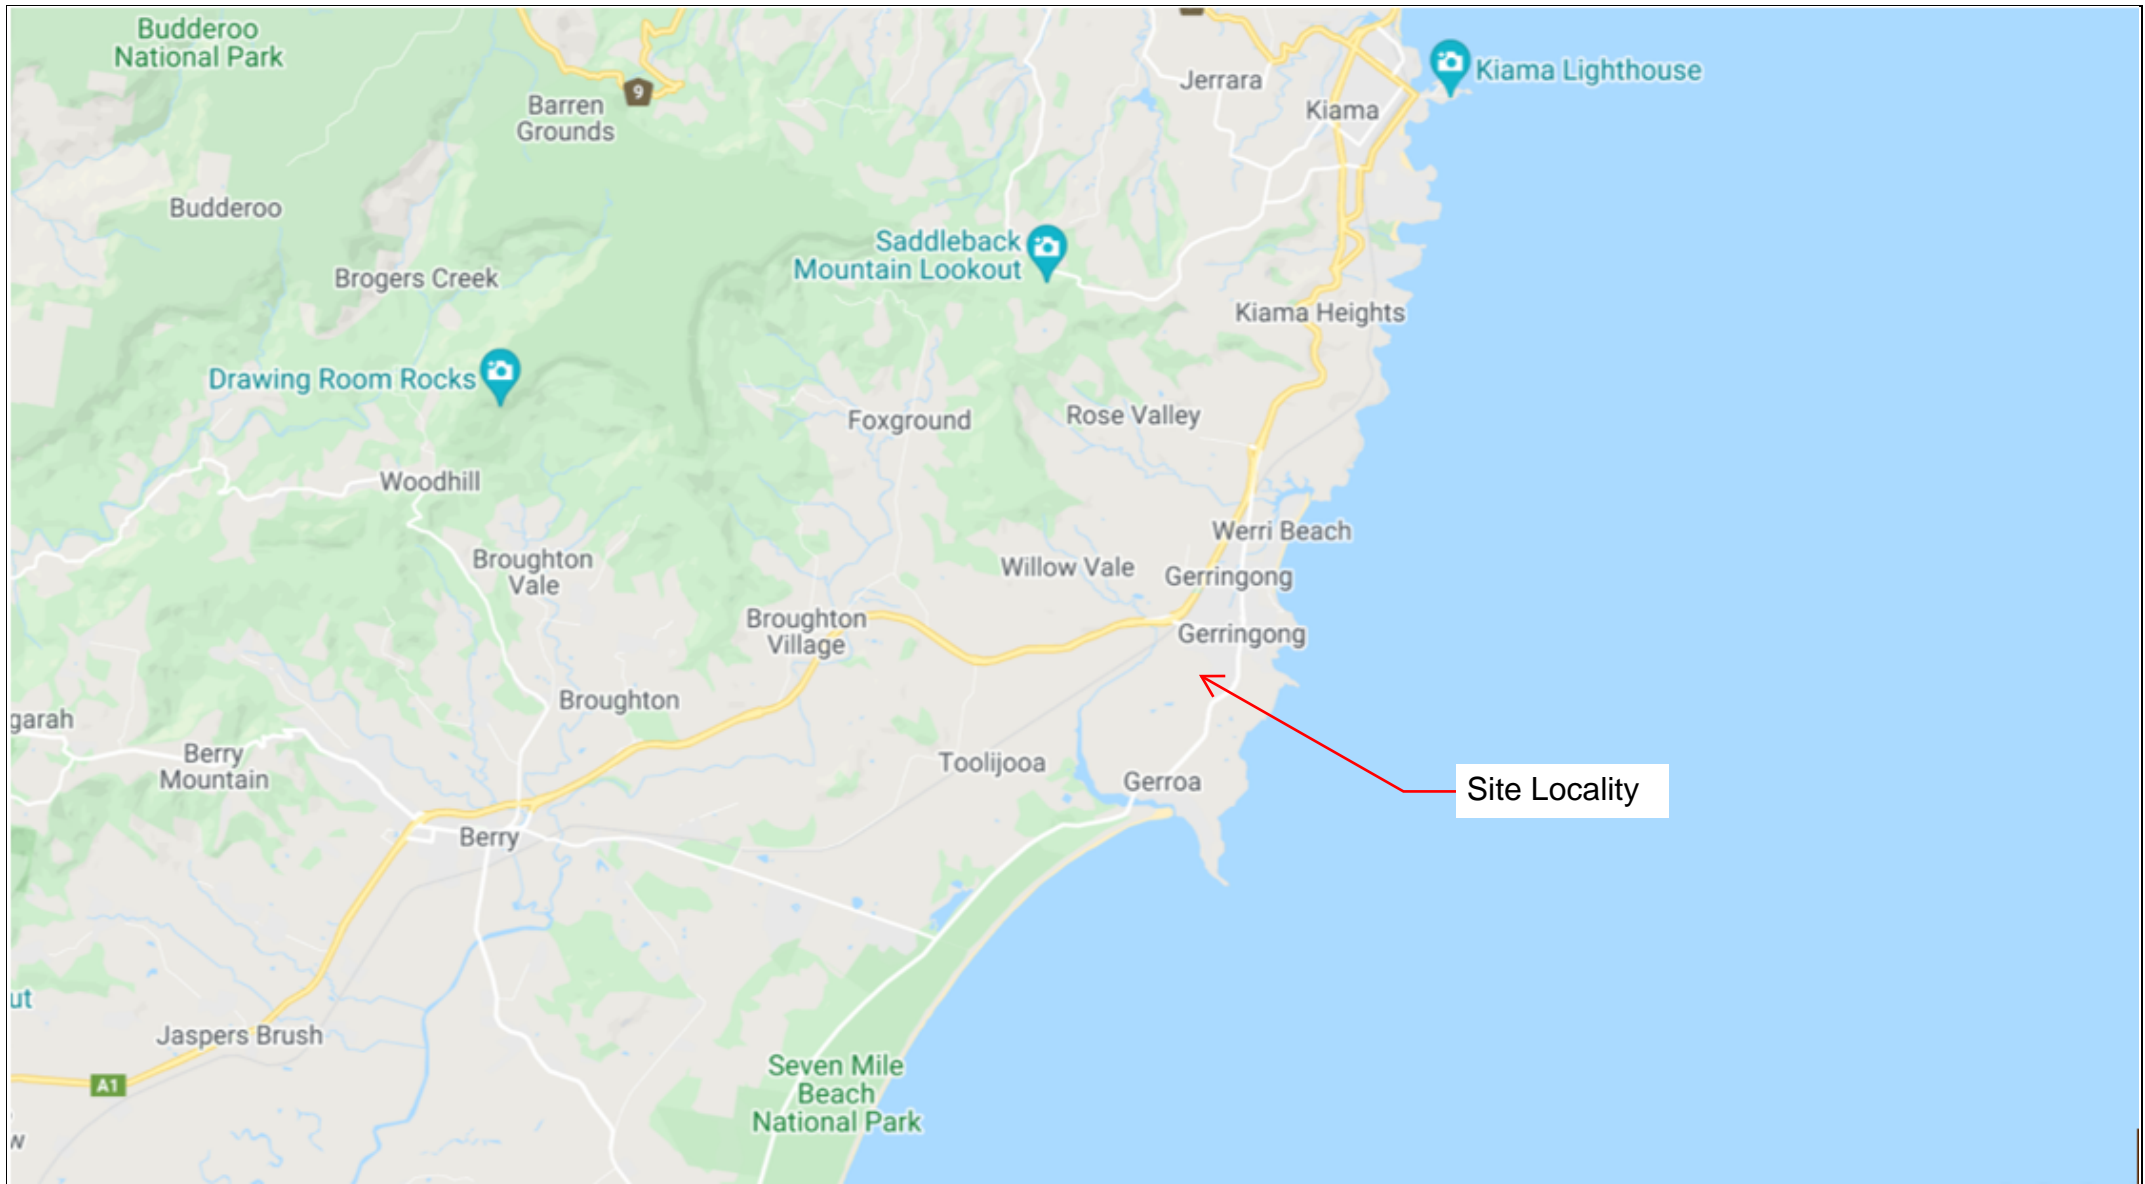 Budderoo
National Park
Kiama Lighthouse
Jerrara
Kiama
Barren
Grounds
9
Budderoo
Saddleback
Mountain Lookout
Brogers Creek
Kiama Heights
Drawing Room Rocks
Foxground
Rose Valley
Woodhill
Werri Beach
Broughton
Vale
Willow Vale
Gerringong
Broughton
Village
Gerringong
Broughton
garah
Berry
Mountain
Toolijooa
Gerroa
Site Locality
Berry
ut
Jaspers Brush
Seven Mile
Beach
National Park
A1
w